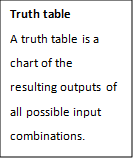 Truth table
A truth table is a
chart of the
resulting outputs of
all possible input
combinations.